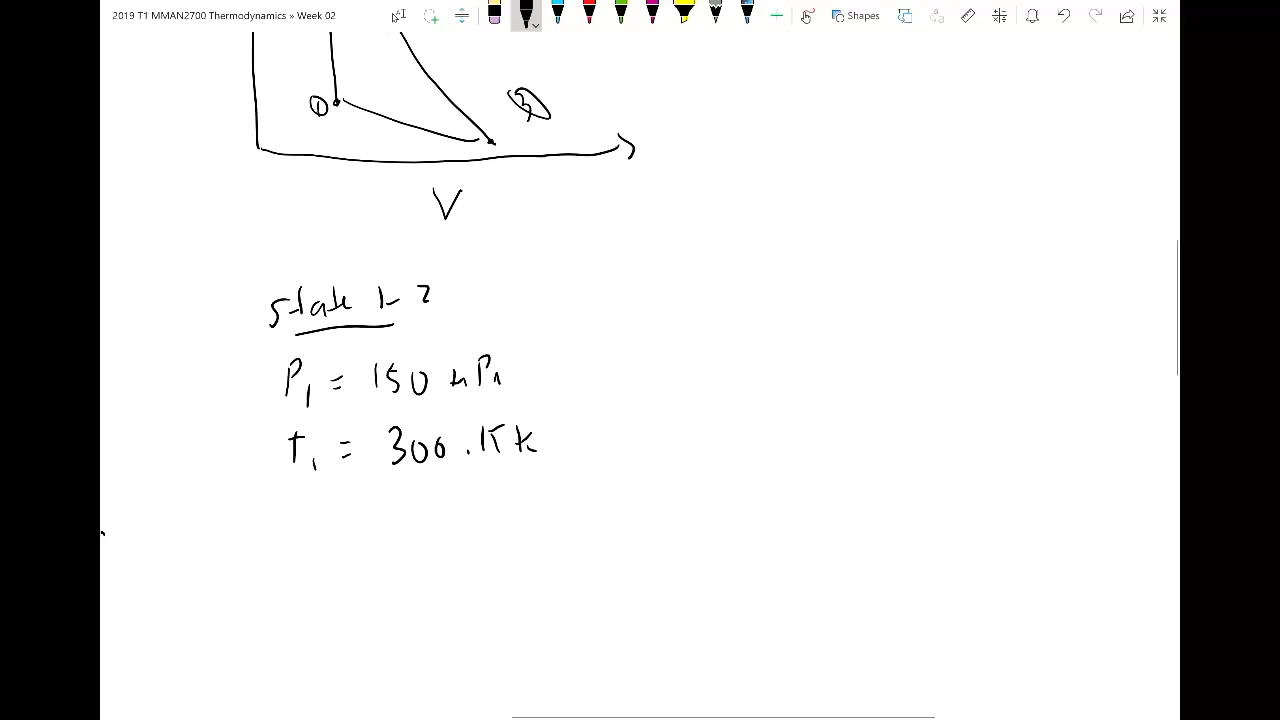 2019 T1 MMAN2700 Thermodynamics » Week 02
Shapes
①
③
V
State 1-2
P₁ = 150 kPa
T₁ = 300.15 K